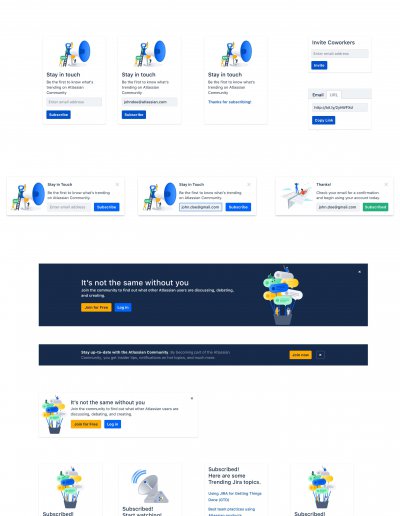 Stay in touch
Be the first to know what's
trending on Atlassian
Community
Enter email address
Subscribe
Stay in touch
Be the first to know what's
trending on Atlassian
Community
johndoe@atlassian.com
Subscribe
Stay in touch
Be the first to know what's
trending on Atlassian
Community
Thanks for subscribing!
Invite Coworkers
Enter email address
Invite
Email
URL
Copy Link
Stay in Touch
Be the first to know what's trending
on Atlassian Community.
Enter email address
Subscribe
Stay in Touch
Be the first to know what's trending
on Atlassian Community.
john.doe@gmail.com
Subscribe
Thanks!
Check your email for a confirmation
and begin using your account today.
john.doe@gmail.com
Subscribed
It's not the same without you
Join the community to find out what other Atlassian users are discussing, debating,
and creating.
Join for Free
Log in
Stay up-to-date with the Atlassian Community. By becoming part of the Atlassian
Community, you get insider tips, notifications on hot topics, and much more.
Join now
It's not the same without you
Join the community to find out what other Atlassian users are
discussing, debating, and creating.
Join for Free
Log in
Subscribed!
Subscribed!
Start watching!
Subscribed!
Here are some
Trending Jira topics.
Using JIRA for Getting Things
Done (GTD)
Best team practices using
Subscribed!